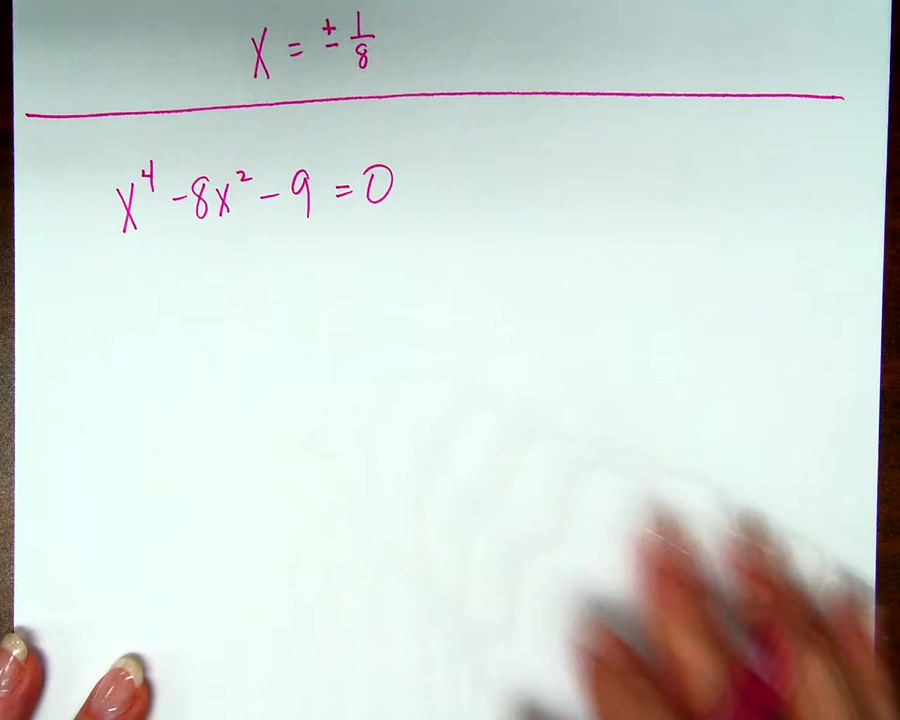 x = ± 1/8
x⁴ - 8x² - 9 = 0